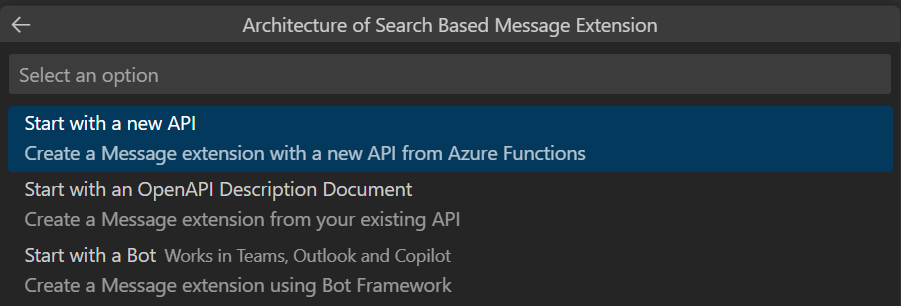 Architecture of Search Based Message Extension
Select an option
Start with a new API
Create a Message extension with a new API from Azure Functions
Start with an OpenAPI Description Document
Create a Message extension from your existing API
Start with a Bot Works in Teams, Outlook and Copilot
Create a Message extension using Bot Framework